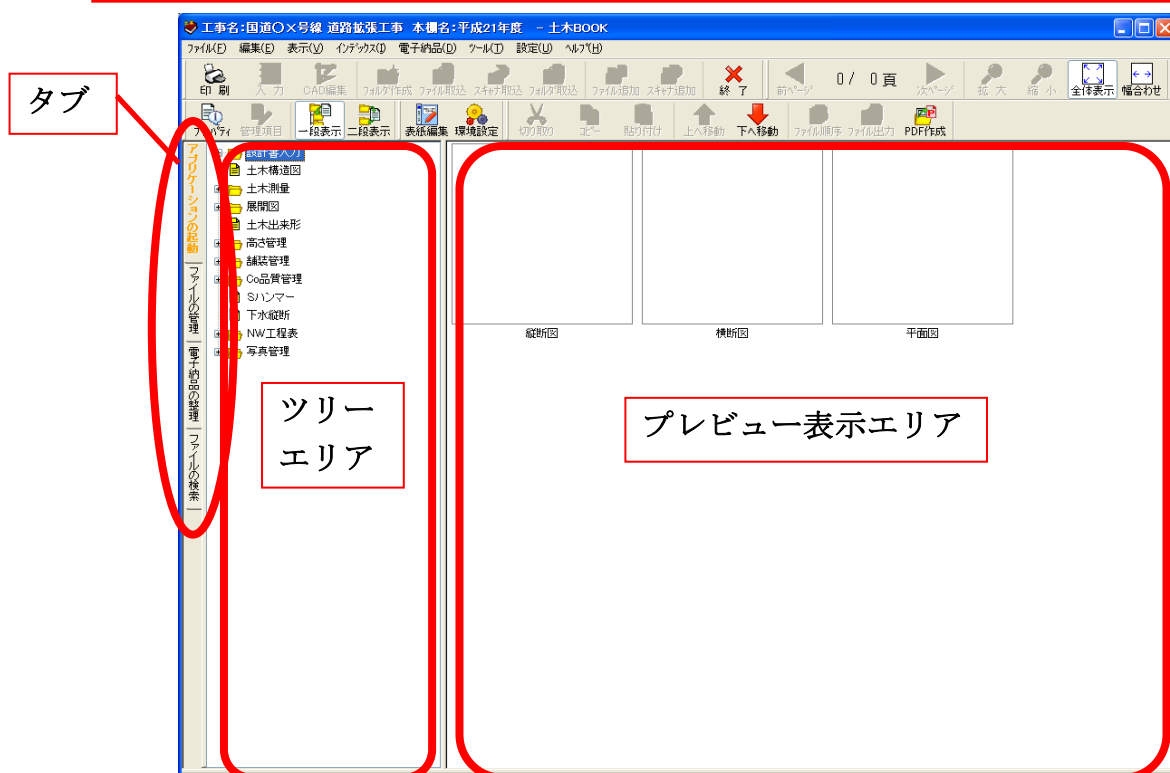 工事名:国道〇×号線 道路拡張工事 本棚名:平成21年度 - 土木BOOK
ファイル(F) 編集(E) 表示(V) インデックス(I) 電子納品(D) ツール(T) 設定(U) ヘルプ(H)
印 刷 入 力 CAD編集 フォルダ作成 ファイル取込 スキャナ取込 フォルダ取込 ファイル追加 スキャナ追加 終 了 前ページ 0 / 0 頁 次ページ 拡 大 縮 小 全体表示 幅合わせ
プロパティ 管理項目 一段表示 二段表示 表紙編集 環境設定 切り取り コピー 貼り付け 上へ移動 下へ移動 ファイル順序 ファイル出力 PDF作成
タブ
アプリケーションの起動
ファイルの管理
電子納品の整理
ファイルの検索
設計書入力
土木構造図
土木測量
展開図
土木出来形
高さ管理
舗装管理
Co品質管理
Sハンマー
下水縦断
NW工程表
写真管理
ツリー
エリア
縦断図 横断図 平面図
プレビュー表示エリア